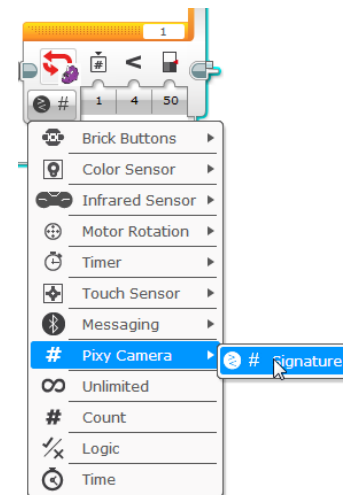 1
# <
# 1 4 50
Brick Buttons
Color Sensor
Infrared Sensor
Motor Rotation
Timer
Touch Sensor
Messaging
# Pixy Camera
# Signature
Unlimited
# Count
Logic
Time